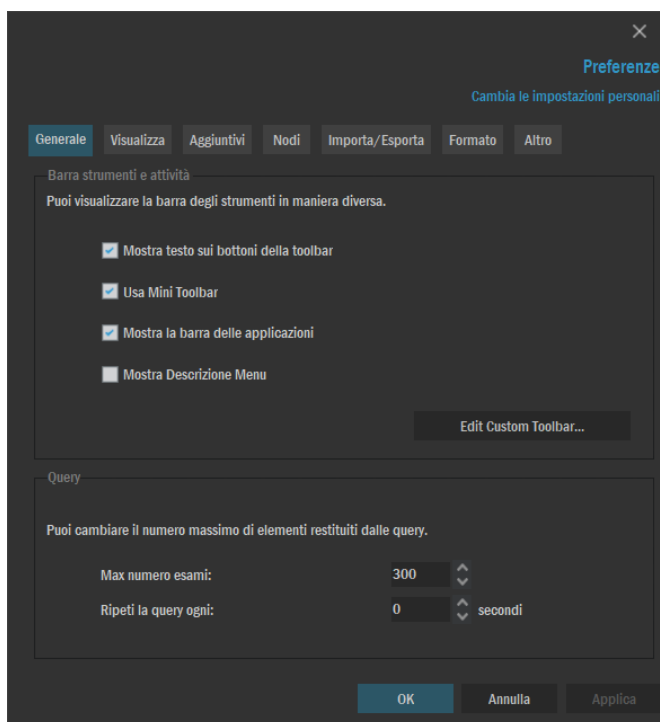 Preferenze
Cambia le impostazioni personali
Generale Visualizza Aggiuntivi Nodi Importa/Esporta Formato Altro
Barra strumenti e attività
Puoi visualizzare la barra degli strumenti in maniera diversa.
Mostra testo sui bottoni della toolbar
Usa Mini Toolbar
Mostra la barra delle applicazioni
Mostra Descrizione Menu
Edit Custom Toolbar...
Query
Puoi cambiare il numero massimo di elementi restituiti dalle query.
Max numero esami: 300
Ripeti la query ogni: 0 secondi
OK Annulla Applica